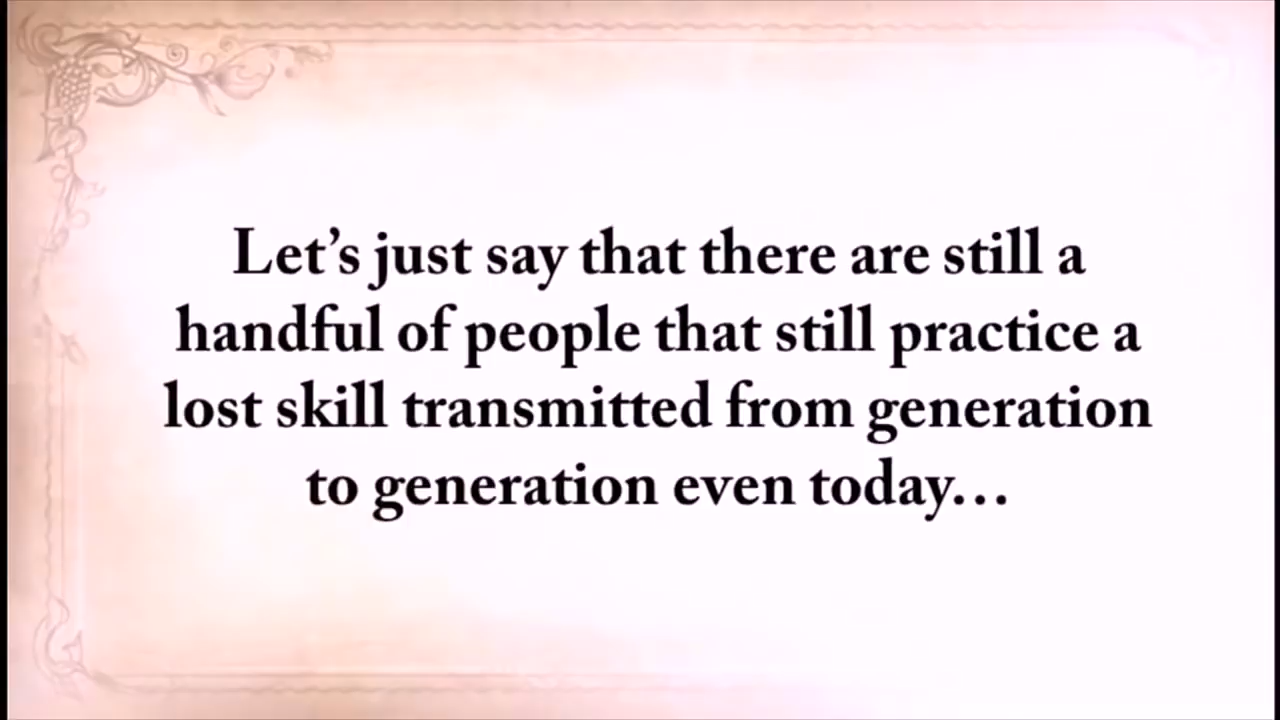 Let’s just say that there are still a
handful of people that still practice a
lost skill transmitted from generation
to generation even today…